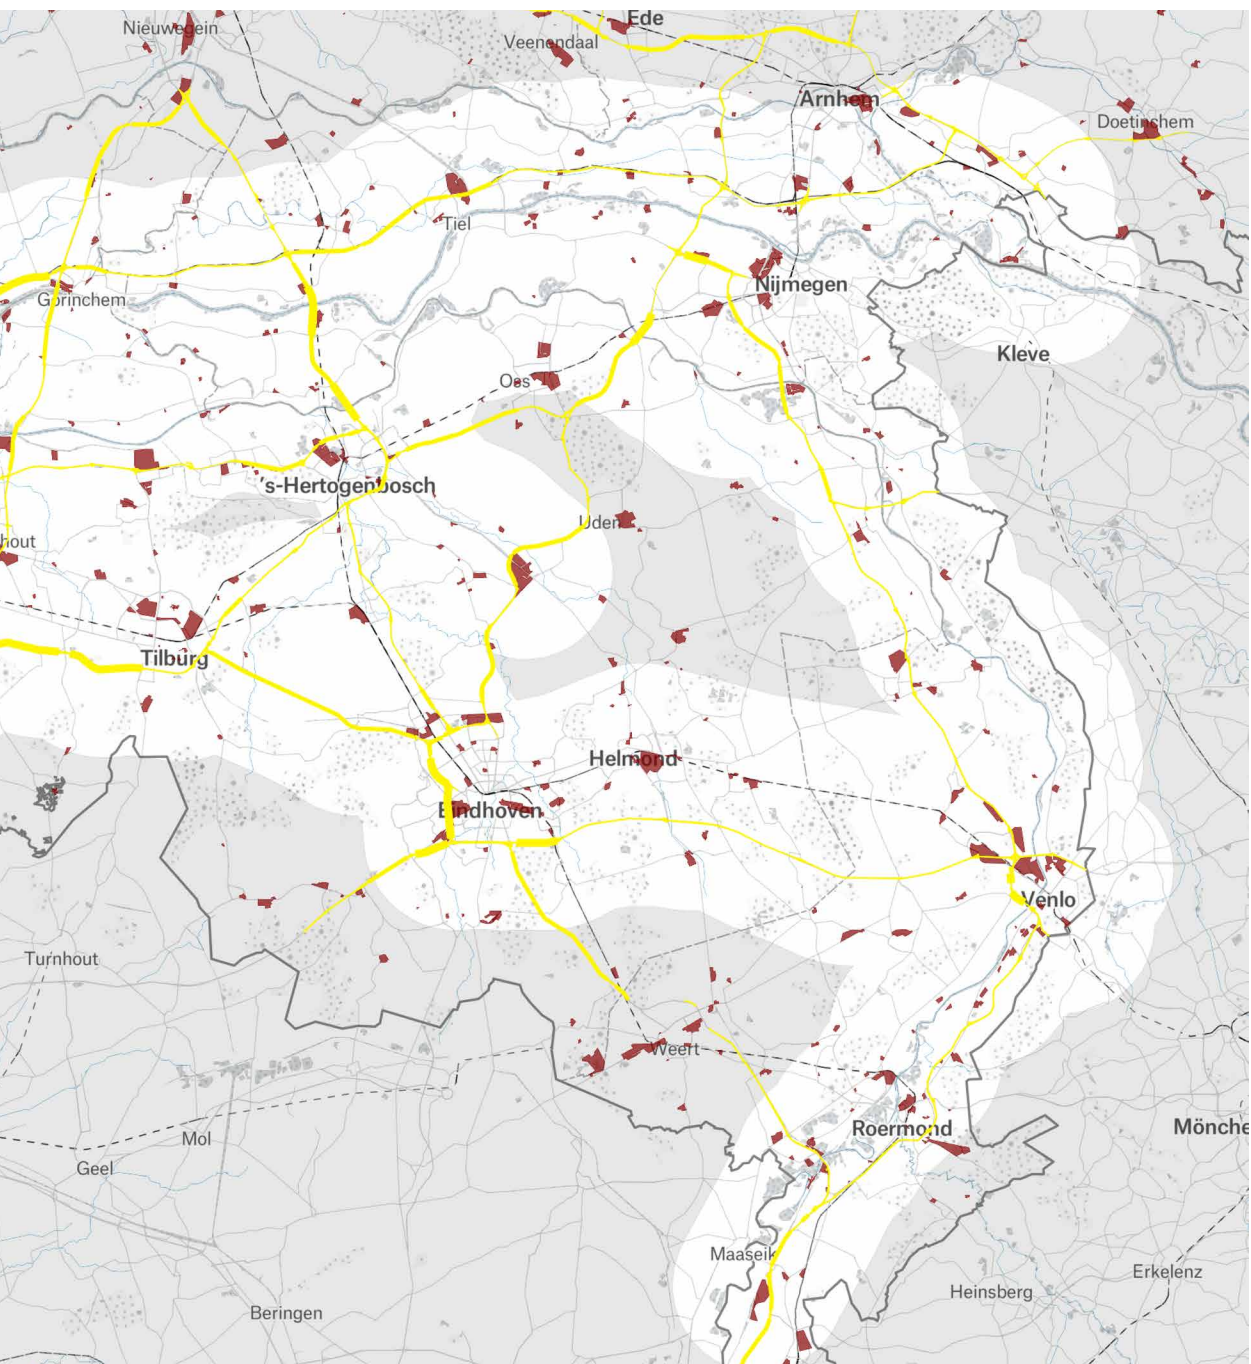 Ede
Nieuwegein
Veenendaal
Arnhem
Doetinchem
Tiel
Nijmegen
Gorinchem
Kleve
Oss
's-Hertogenbosch
Uden
hout
Tilburg
Helmond
Eindhoven
Venlo
Turnhout
Weert
Roermond
Mönche
Mol
Geel
Maaseik
Erkelenz
Heinsberg
Beringen